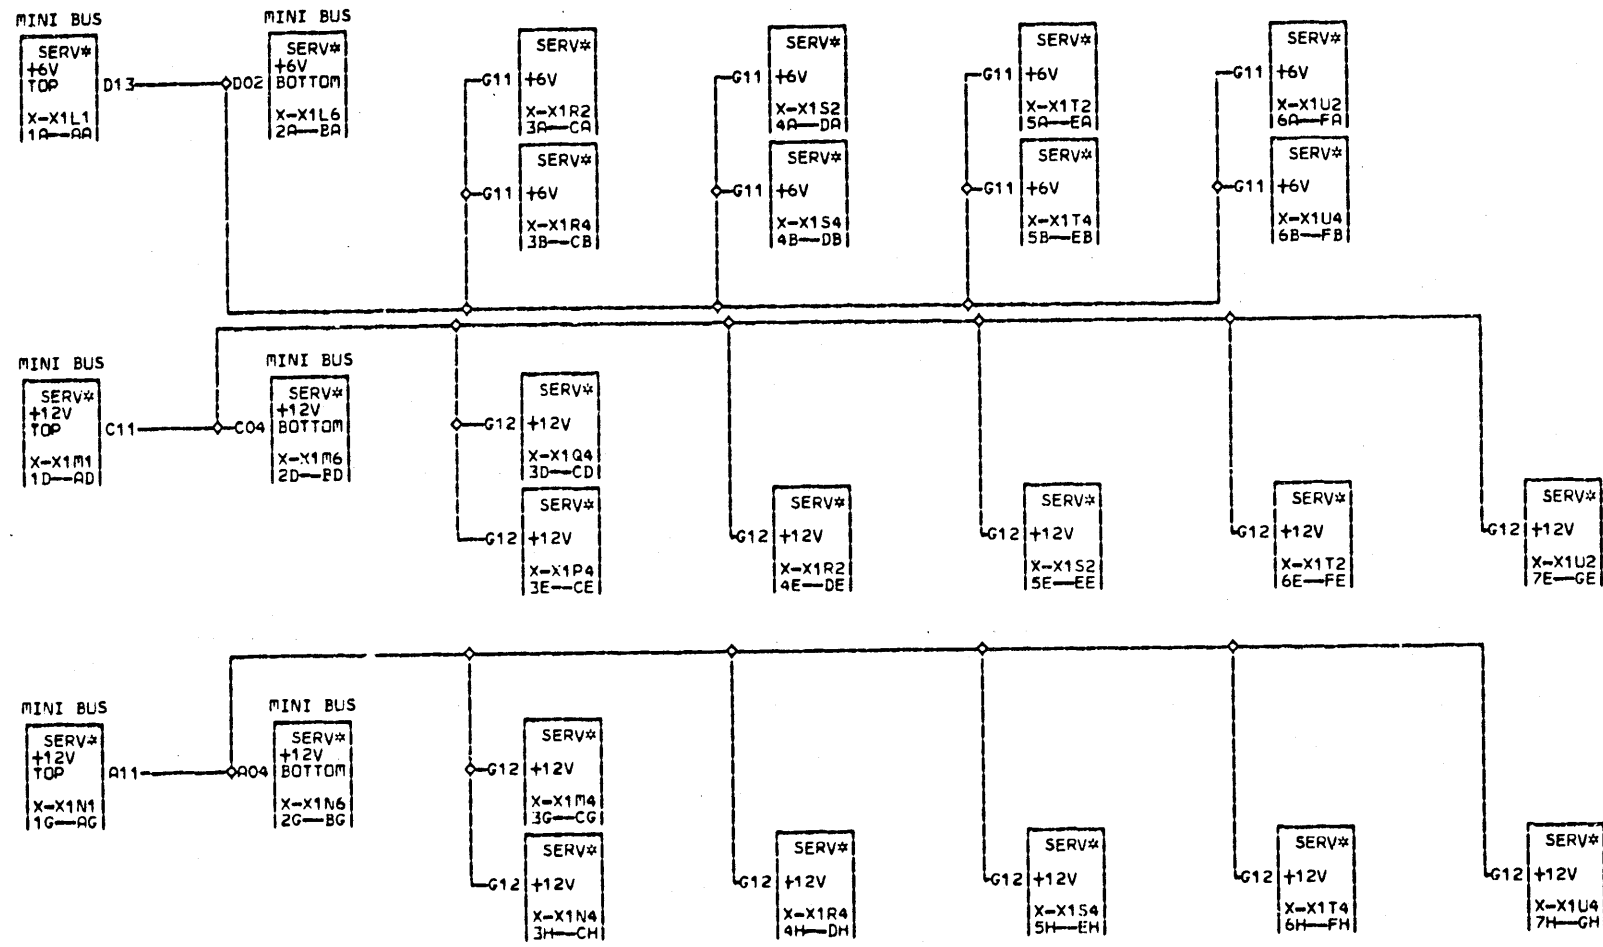 MINI BUS
SERV*
+6V
TOP
D13
X-X1L1
1A—AA
MINI BUS
SERV*
+6V
D02
BOTTOM
X-X1L6
2A—BA
SERV*
G11
+6V
X-X1R2
3A—CA
SERV*
G11
+6V
X-X1R4
3B—CB
SERV*
G11
+6V
X-X1S2
4A—DA
SERV*
G11
+6V
X-X1S4
4B—DB
SERV*
G11
+6V
X-X1T2
5A—EA
SERV*
G11
+6V
X-X1T4
5B—EB
SERV*
G11
+6V
X-X1U2
6A—FA
SERV*
G11
+6V
X-X1U4
6B—FB
MINI BUS
SERV*
+12V
TOP
C11
X-X1M1
1D—AD
MINI BUS
SERV*
+12V
C04
BOTTOM
X-X1M6
2D—BD
SERV*
G12
+12V
X-X1Q4
3D—CD
SERV*
G12
+12V
X-X1P4
3E—CE
SERV*
G12
+12V
X-X1R2
4E—DE
SERV*
G12
+12V
X-X1S2
5E—EE
SERV*
G12
+12V
X-X1T2
6E—FE
SERV*
G12
+12V
X-X1U2
7E—GE
MINI BUS
SERV*
+12V
TOP
A11
X-X1N1
1G—AG
MINI BUS
SERV*
+12V
A04
BOTTOM
X-X1N6
2G—BG
SERV*
G12
+12V
X-X1M4
3G—CG
SERV*
G12
+12V
X-X1N4
3H—CH
SERV*
G12
+12V
X-X1R4
4H—DH
SERV*
G12
+12V
X-X1S4
5H—EH
SERV*
G12
+12V
X-X1T4
6H—FH
SERV*
G12
+12V
X-X1U4
7H—GH